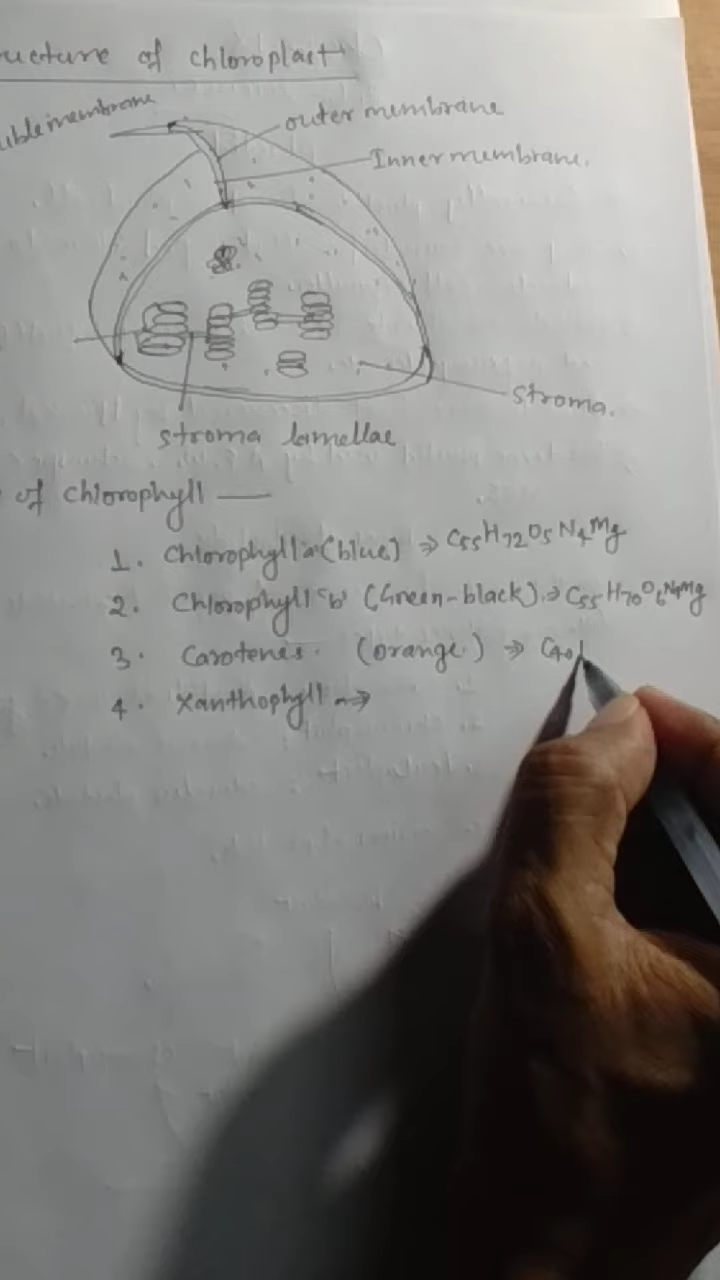 ucture of chloroplast
uble membrane
outer membrane
Inner membrane.
stroma.
stroma lamellae
of chlorophyll —
1. Chlorophyll 'a' (blue) ⇒ C55H72O5N4Mg
2. Chlorophyll 'b' (Green-black) ⇒ C55H70O6N4Mg
3. Carotenes. (orange) ⇒ C40
4. Xanthophyll ⇒